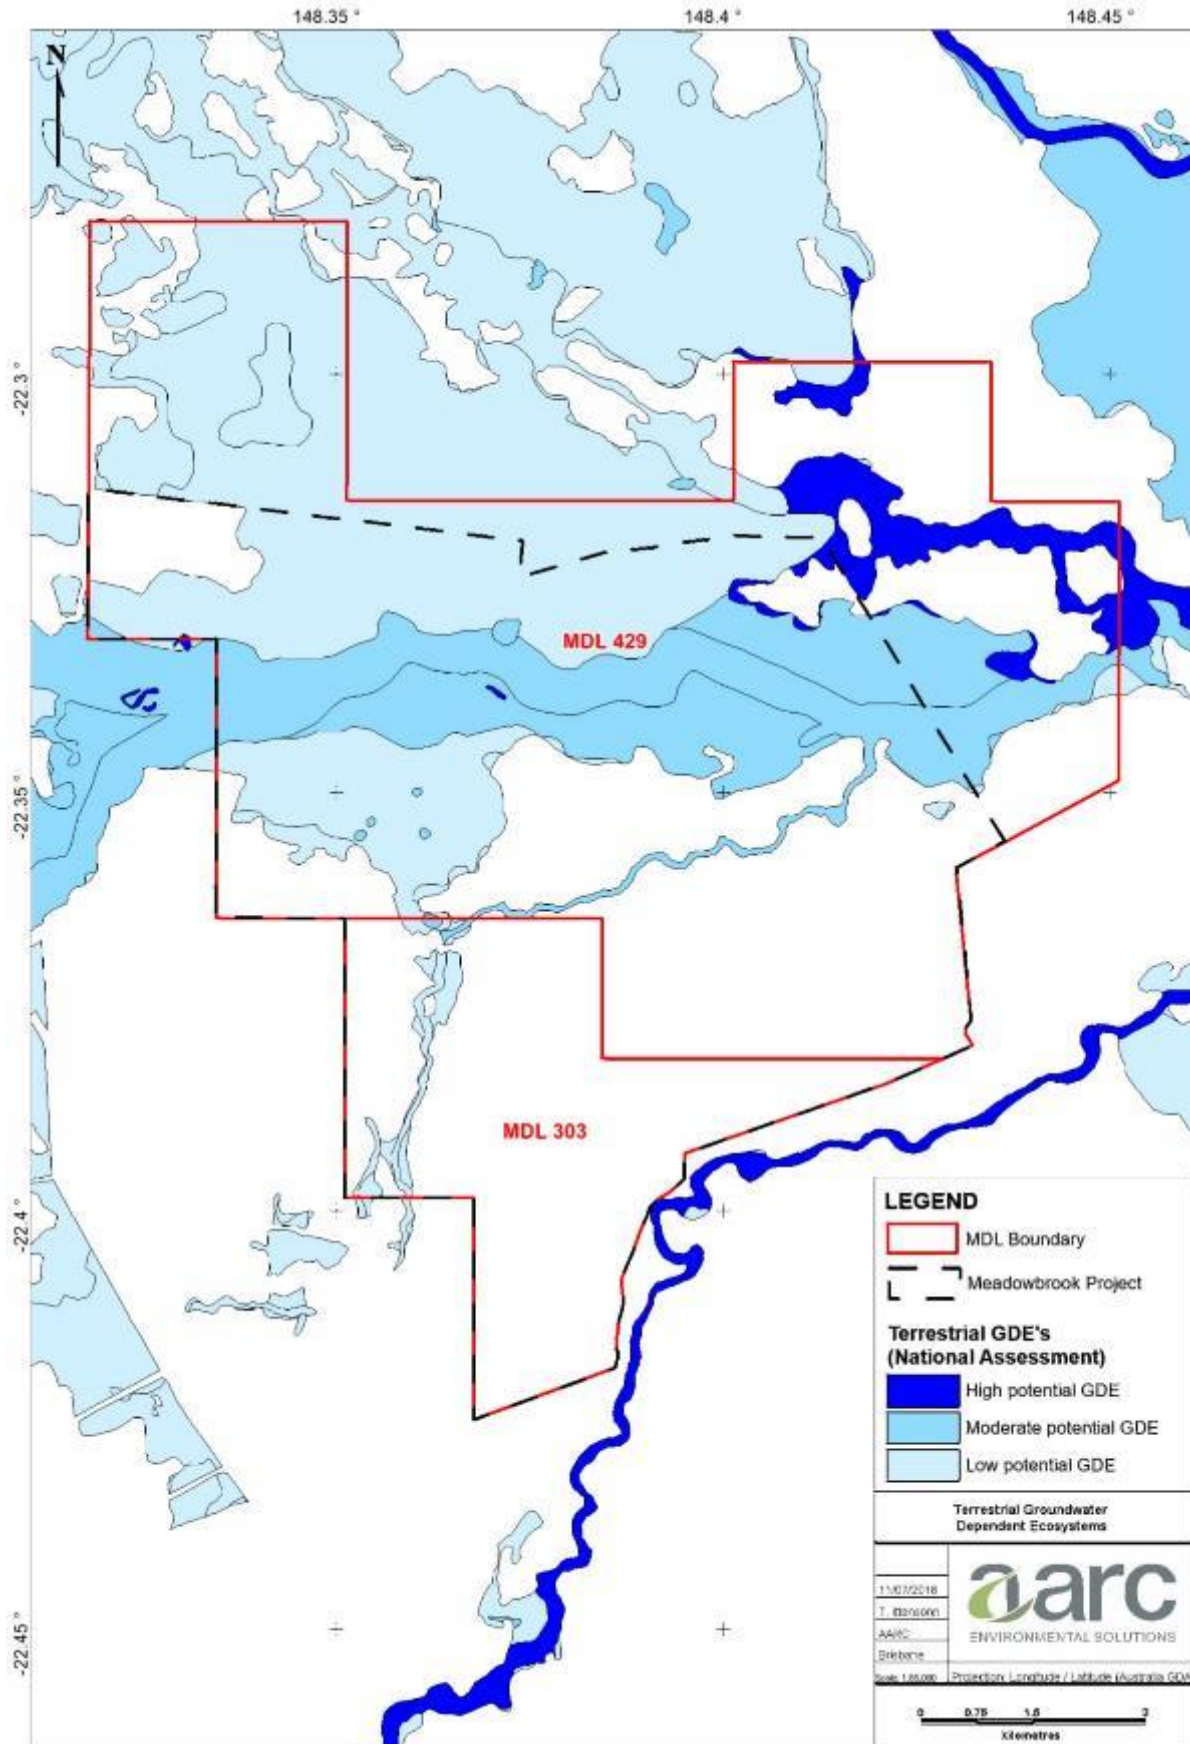 148.35 ° 148.4 ° 148.45 °
N
-22.3 °
-22.35 °
-22.4 °
-22.45 °
MDL 429
MDL 303
LEGEND
MDL Boundary
Meadowbrook Project
Terrestrial GDE's
(National Assessment)
High potential GDE
Moderate potential GDE
Low potential GDE
Terrestrial Groundwater
Dependent Ecosystems
11/07/2018
T.
AARC
Brisbane
Scale
Projection: Longitude / Latitude (Australia GDA
aarc
ENVIRONMENTAL SOLUTIONS
0 0.75 1.5 3
Kilometres